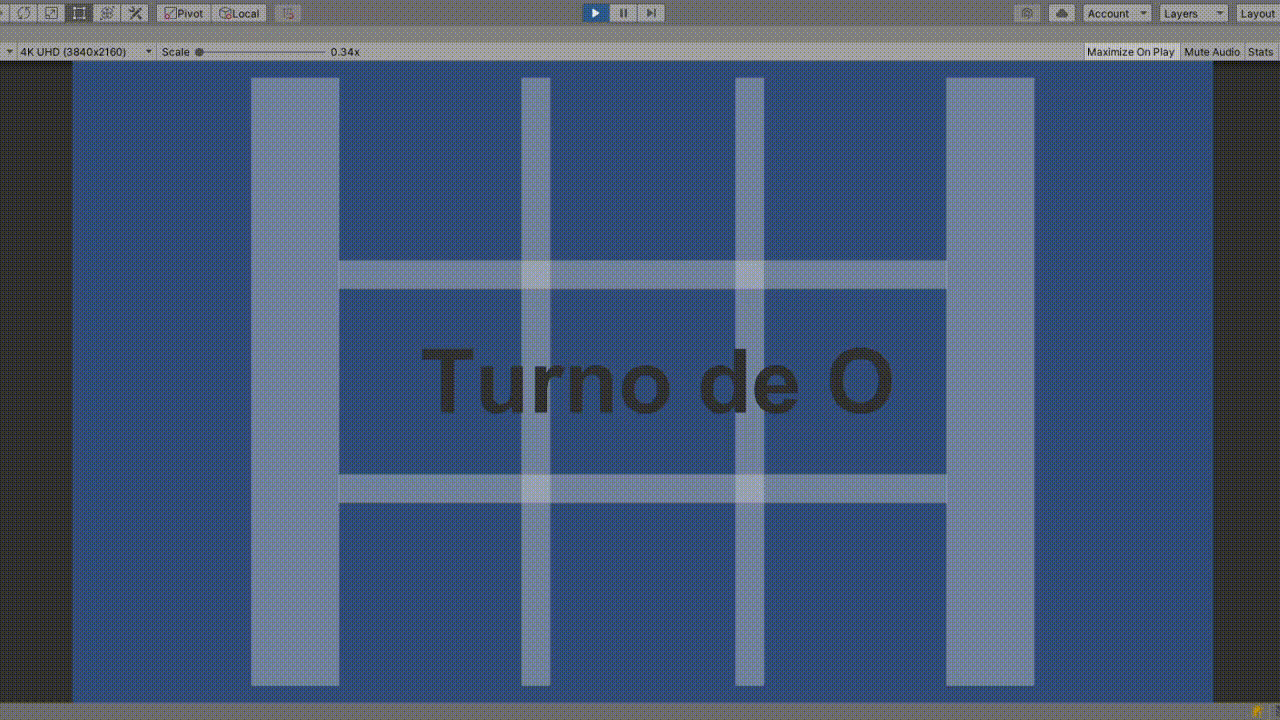 Pivot Local Account Layers Layout
4K UHD (3840x2160) Scale 0.34x Maximize On Play Mute Audio Stats
Turno de O